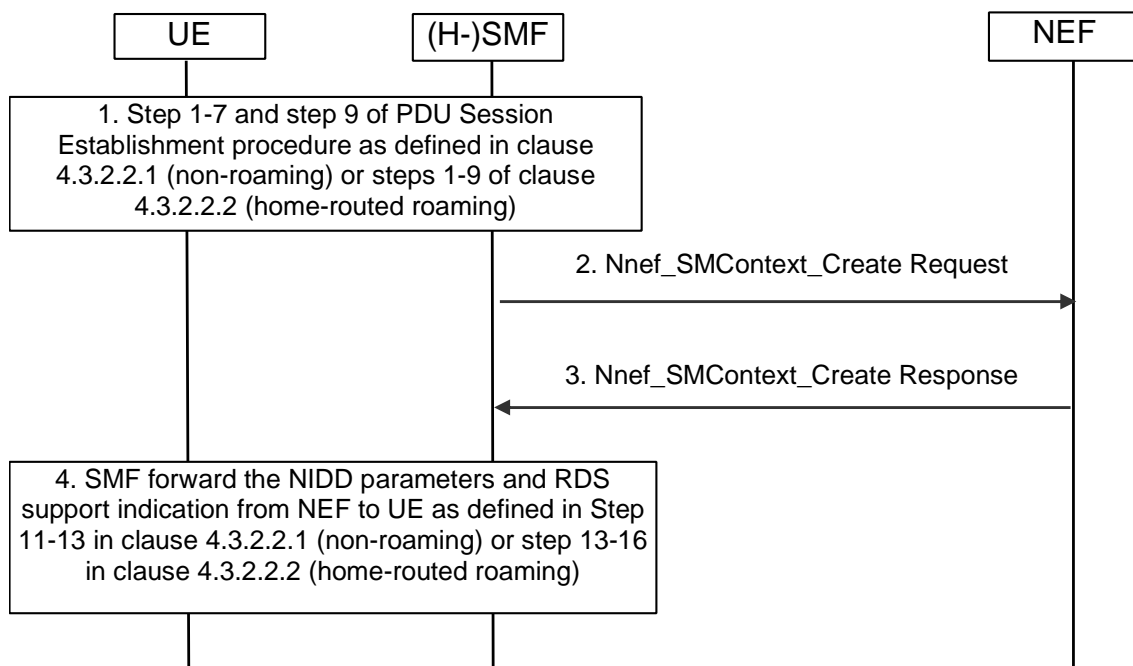 UE
(H-)SMF
NEF
1. Step 1-7 and step 9 of PDU Session
Establishment procedure as defined in clause
4.3.2.2.1 (non-roaming) or steps 1-9 of clause
4.3.2.2.2 (home-routed roaming)
2. Nnef_SMContext_Create Request
3. Nnef_SMContext_Create Response
4. SMF forward the NIDD parameters and RDS
support indication from NEF to UE as defined in Step
11-13 in clause 4.3.2.2.1 (non-roaming) or step 13-16
in clause 4.3.2.2.2 (home-routed roaming)